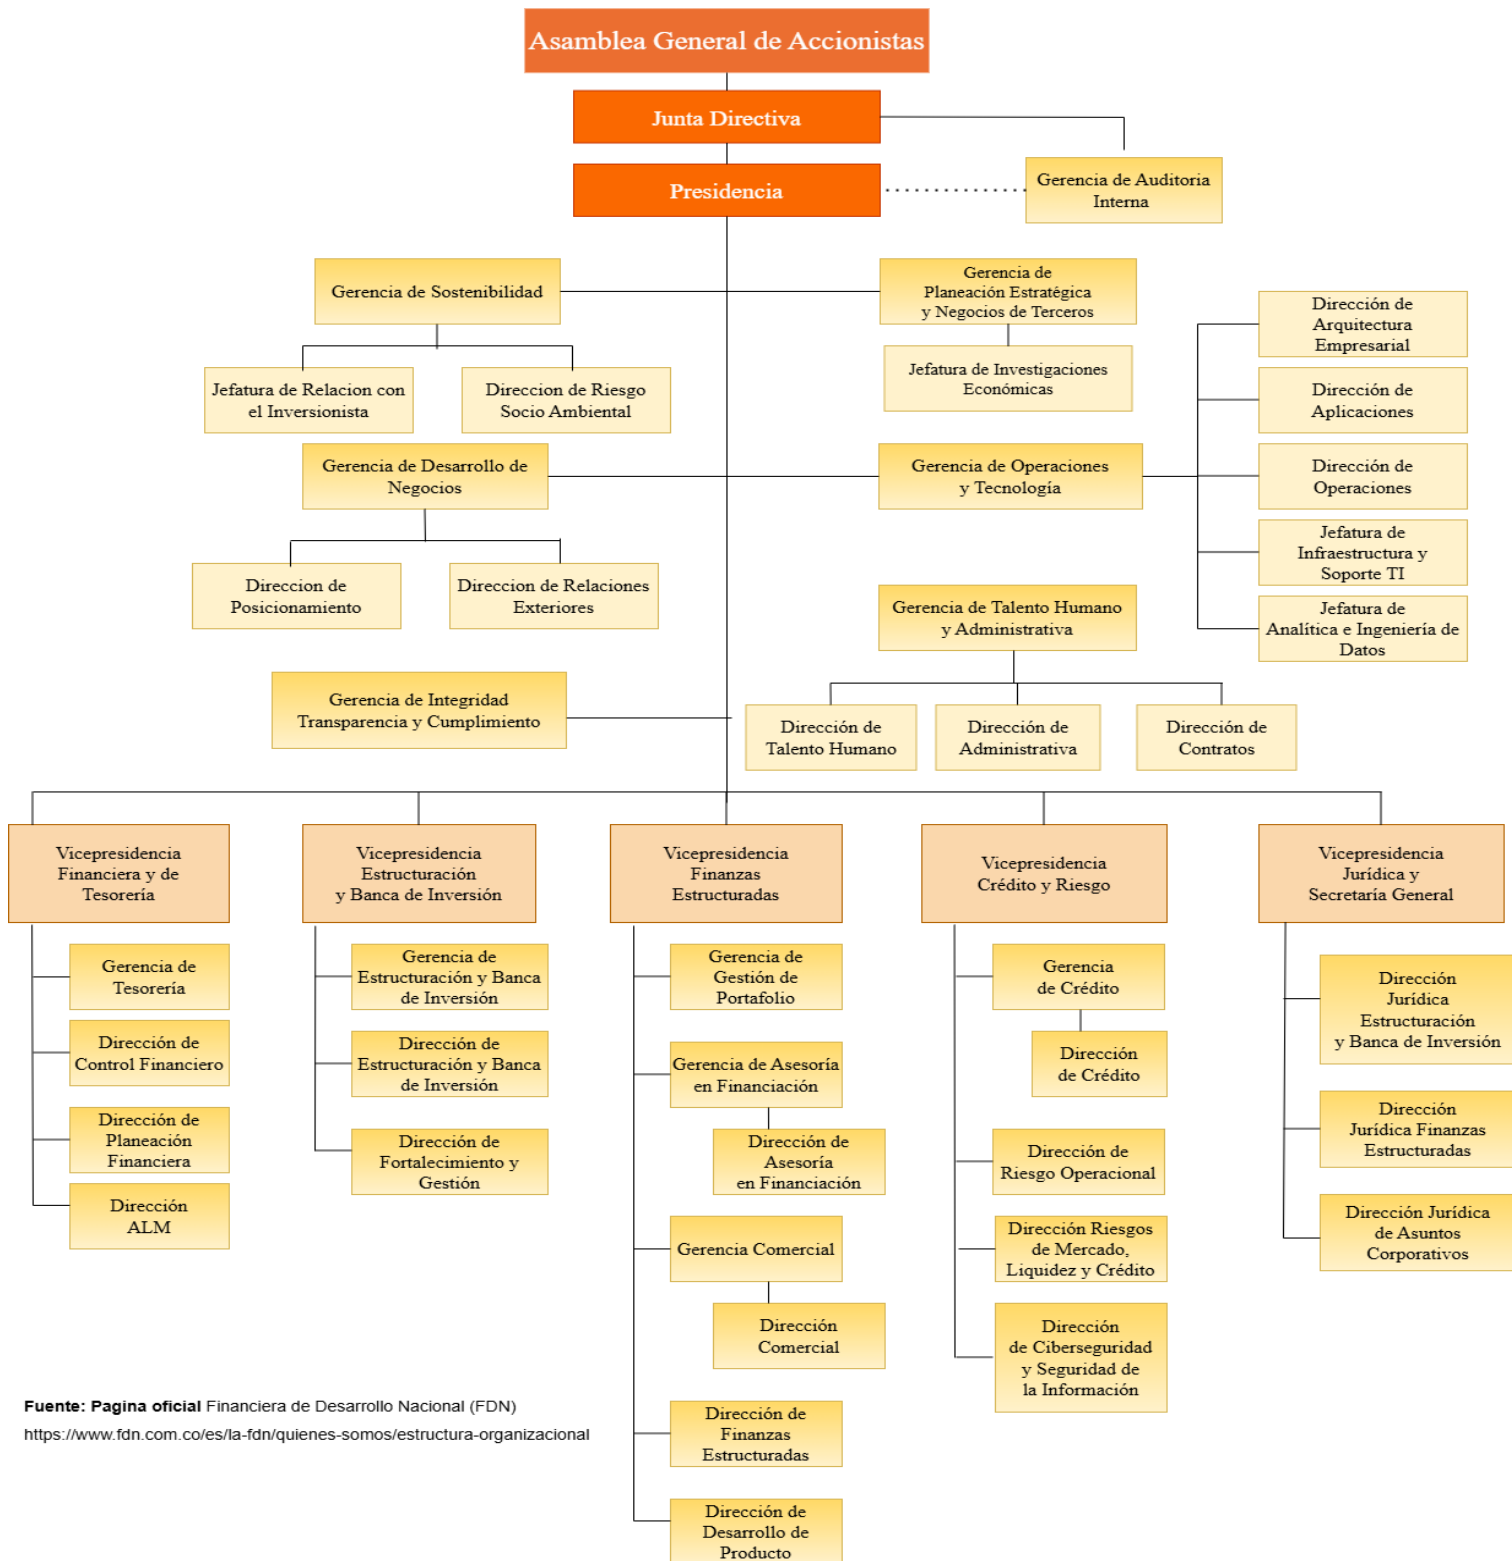 Asamblea General de Accionistas
Junta Directiva
Presidencia
Gerencia de Auditoria
Interna
Gerencia de Sostenibilidad
Gerencia de
Planeación Estratégica
y Negocios de Terceros
Jefatura de Relacion con
el Inversionista
Direccion de Riesgo
Socio Ambiental
Jefatura de Investigaciones
Económicas
Dirección de
Arquitectura
Empresarial
Dirección de
Aplicaciones
Dirección de
Operaciones
Jefatura de
Infraestructura y
Soporte TI
Jefatura de
Analítica e Ingeniería de
Datos
Gerencia de Desarrollo de
Negocios
Gerencia de Operaciones
y Tecnología
Direccion de
Posicionamiento
Direccion de Relaciones
Exteriores
Gerencia de Talento Humano
y Administrativa
Gerencia de Integridad
Transparencia y Cumplimiento
Dirección de
Talento Humano
Dirección de
Administrativa
Dirección de
Contratos
Vicepresidencia
Financiera y de
Tesorería
Gerencia de
Tesorería
Dirección de
Control Financiero
Dirección de
Planeación
Financiera
Dirección
ALM
Vicepresidencia
Estructuración
y Banca de Inversión
Gerencia de
Estructuración y Banca
de Inversión
Dirección de
Estructuración y Banca
de Inversión
Dirección de
Fortalecimiento y
Gestión
Vicepresidencia
Finanzas
Estructuradas
Gerencia de
Gestión de
Portafolio
Gerencia de Asesoría
en Financiación
Dirección de
Asesoría
en Financiación
Gerencia Comercial
Dirección
Comercial
Dirección de
Finanzas
Estructuradas
Dirección de
Desarrollo de
Producto
Vicepresidencia
Crédito y Riesgo
Gerencia
de Crédito
Dirección
de Crédito
Dirección de
Riesgo Operacional
Dirección Riesgos
de Mercado,
Liquidez y Crédito
Dirección
de Ciberseguridad
y Seguridad de
la Información
Vicepresidencia
Jurídica y
Secretaría General
Dirección
Jurídica
Estructuración
y Banca de Inversión
Dirección
Jurídica Finanzas
Estructuradas
Dirección Jurídica
de Asuntos
Corporativos
Fuente: Pagina oficial Financiera de Desarrollo Nacional (FDN)
https://www.fdn.com.co/es/la-fdn/quienes-somos/estructura-organizacional